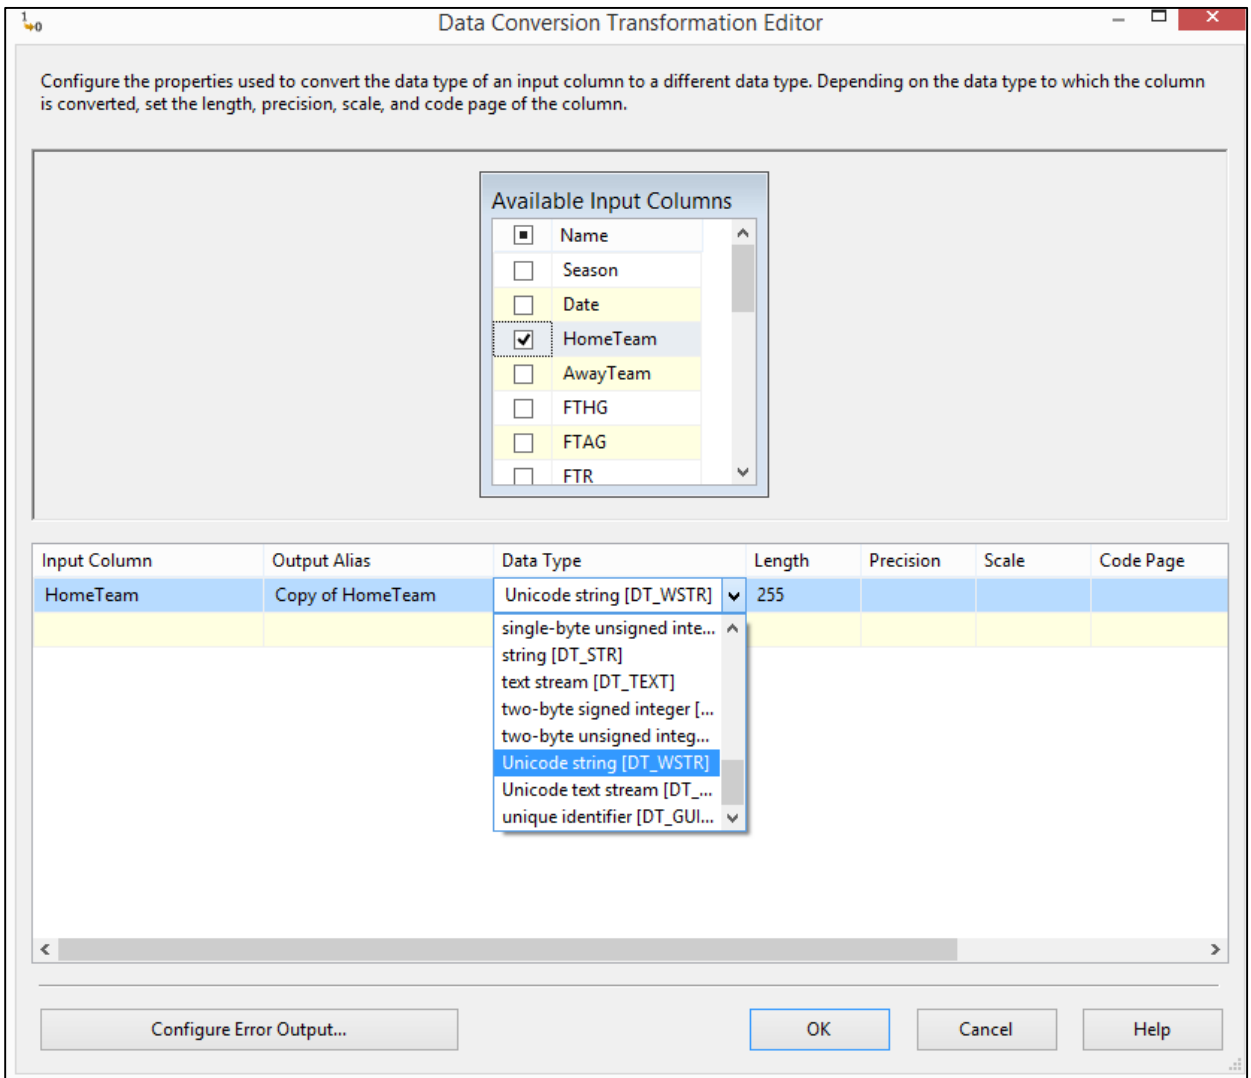 Data Conversion Transformation Editor
Configure the properties used to convert the data type of an input column to a different data type. Depending on the data type to which the column
is converted, set the length, precision, scale, and code page of the column.
Available Input Columns
Name
Season
Date
HomeTeam
AwayTeam
FTHG
FTAG
FTR
Input Column Output Alias Data Type Length Precision Scale Code Page
HomeTeam Copy of HomeTeam Unicode string [DT_WSTR] 255
single-byte unsigned inte...
string [DT_STR]
text stream [DT_TEXT]
two-byte signed integer [...
two-byte unsigned integ...
Unicode string [DT_WSTR]
Unicode text stream [DT_...
unique identifier [DT_GUI...
Configure Error Output... OK Cancel Help